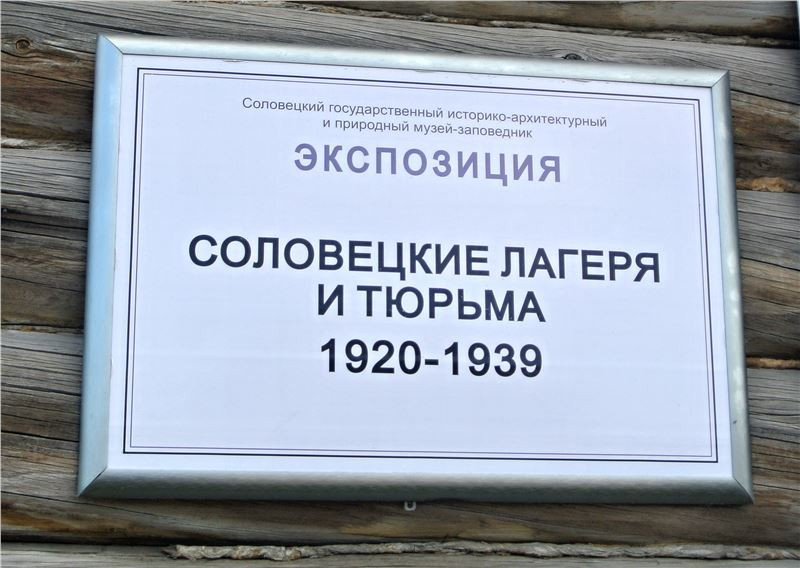 Соловецкий государственный историко-архитектурный
и природный музей-заповедник
ЭКСПОЗИЦИЯ
СОЛОВЕЦКИЕ ЛАГЕРЯ
И ТЮРЬМА
1920-1939